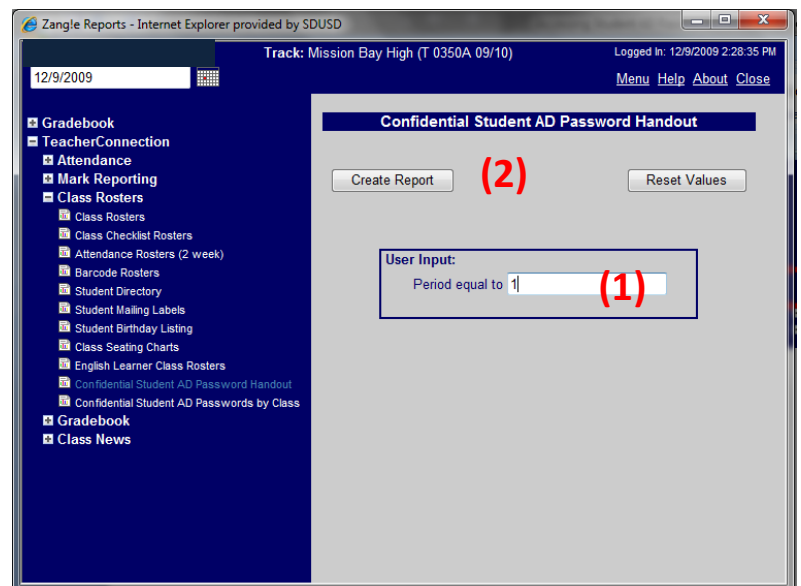 Zang!e Reports - Internet Explorer provided by SDUSD
Track: Mission Bay High (T 0350A 09/10)
Logged In: 12/9/2009 2:28:35 PM
12/9/2009
Menu Help About Close
Gradebook
TeacherConnection
Attendance
Mark Reporting
Class Rosters
Class Rosters
Class Checklist Rosters
Attendance Rosters (2 week)
Barcode Rosters
Student Directory
Student Mailing Labels
Student Birthday Listing
Class Seating Charts
English Learner Class Rosters
Confidential Student AD Password Handout
Confidential Student AD Passwords by Class
Gradebook
Class News
Confidential Student AD Password Handout
Create Report (2) Reset Values
User Input:
Period equal to 1 (1)